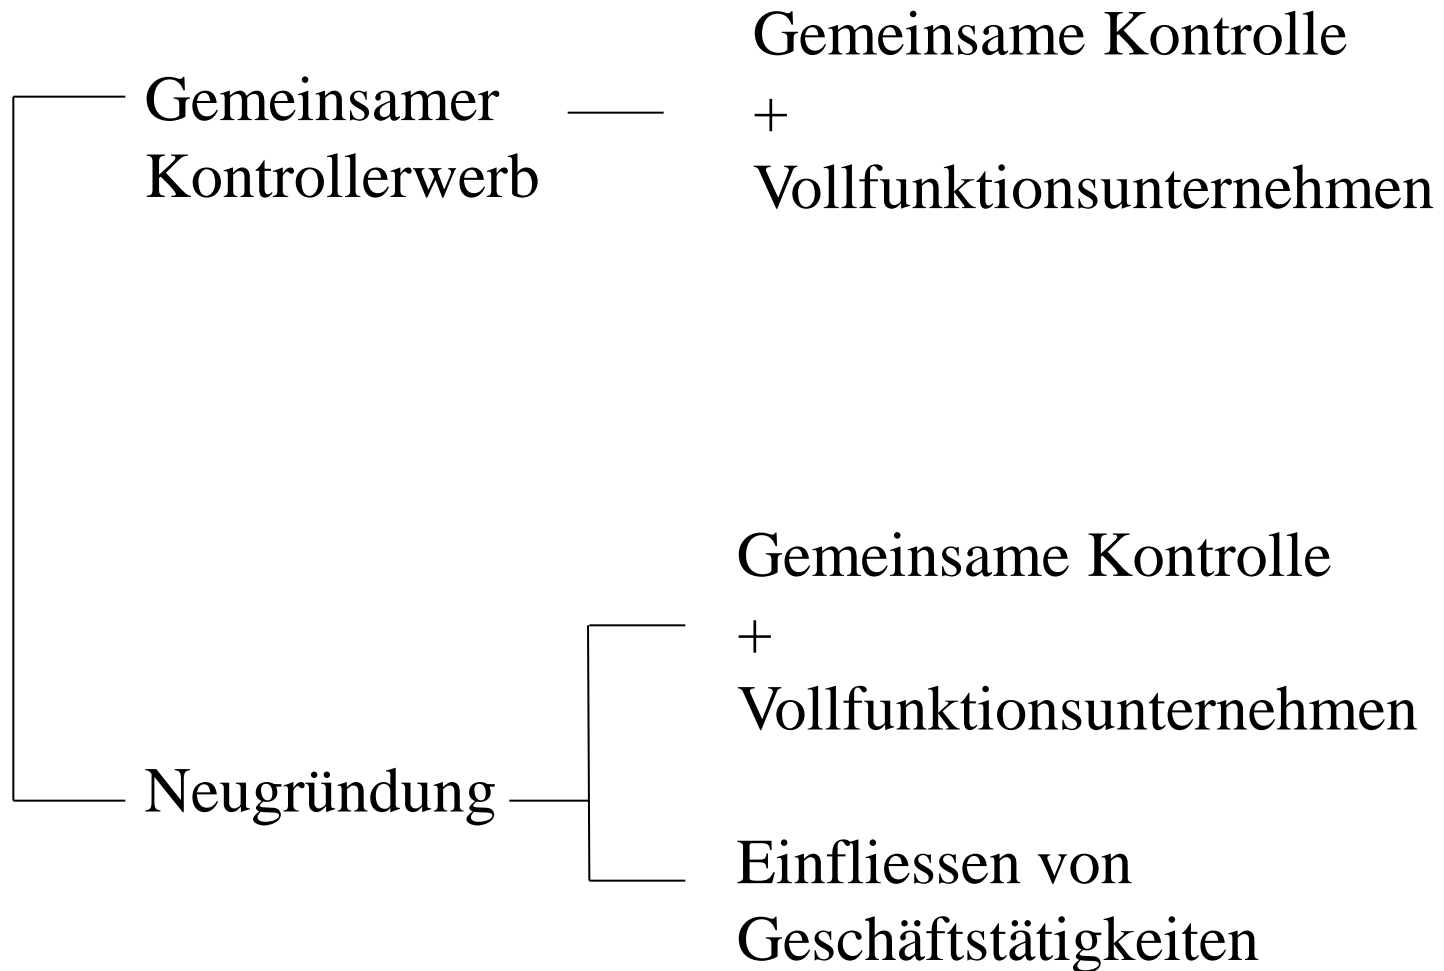 Gemeinsamer
Kontrollerwerb
Gemeinsame Kontrolle
+
Vollfunktionsunternehmen
Neugründung
Gemeinsame Kontrolle
+
Vollfunktionsunternehmen
Einfliessen von
Geschäftstätigkeiten